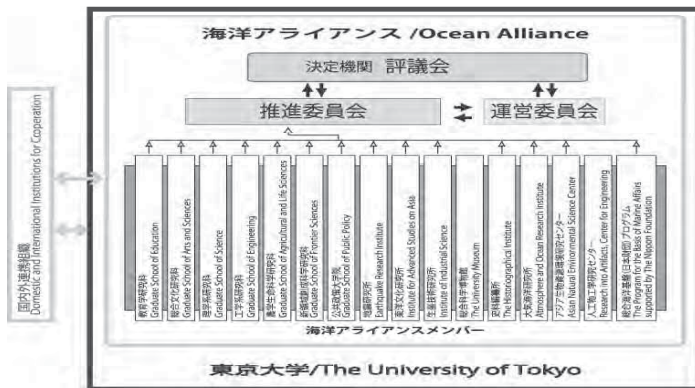 海洋アライアンス /Ocean Alliance
決定機関 評議会
推進委員会
運営委員会
国内外連携組織
Domestic and International Institutions for Cooperation
教育学研究科
Graduate School of Education
総合文化研究科
Graduate School of Arts and Sciences
理学系研究科
Graduate School of Science
工学系研究科
Graduate School of Engineering
農学生命科学研究科
Graduate School of Agricultural and Life Sciences
新領域創成科学研究科
Graduate School of Frontier Sciences
公共政策大学院
Graduate School of Public Policy
地震研究所
Earthquake Research Institute
東洋文化研究所
Institute for Advanced Studies on Asia
生産技術研究所
Institute of Industrial Science
総合科学博物館
The University Museum
史料編纂所
The Historiographical Institute
大気海洋研究所
Atmosphere and Ocean Research Institute
アジア生物資源環境研究センター
Asian Natural Environmental Science Center
人工物工学研究センター
Research into Artifacts, Center for Engineering
総合海洋基盤(日本財団)プログラム
The Program for the Basis of Marine Affairs
supported by The Nippon Foundation
海洋アライアンスメンバー
東京大学/The University of Tokyo